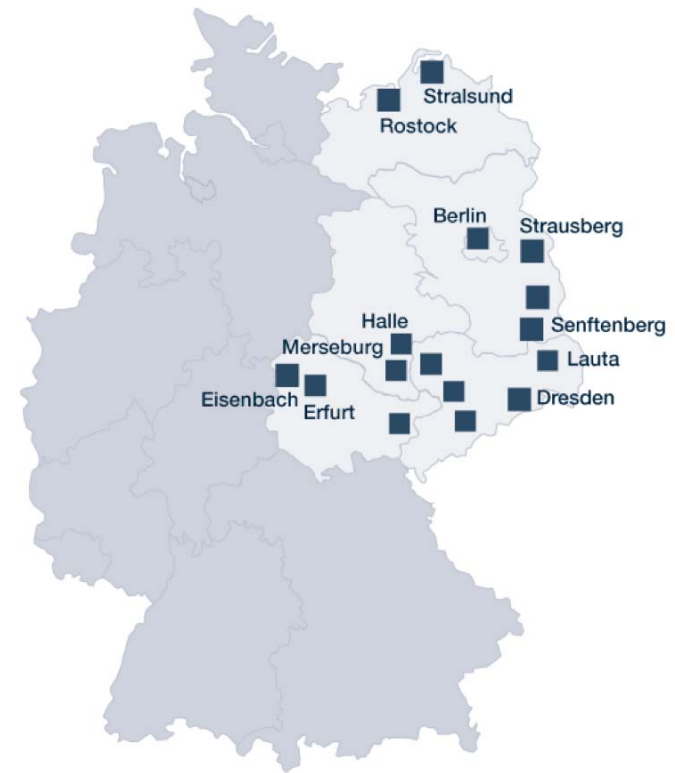 Stralsund
Rostock
Berlin
Strausberg
Halle
Senftenberg
Merseburg
Lauta
Eisenbach
Erfurt
Dresden